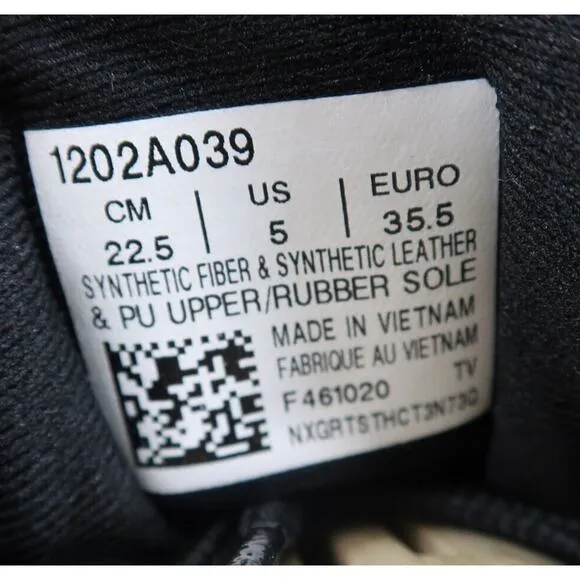 1202A039
CM | US | EURO
22.5 | 5 | 35.5
SYNTHETIC FIBER & SYNTHETIC LEATHER
& PU UPPER/RUBBER SOLE
MADE IN VIETNAM
FABRIQUE AU VIETNAM
F461020 TV
NXGRTSTHCT3N73Q